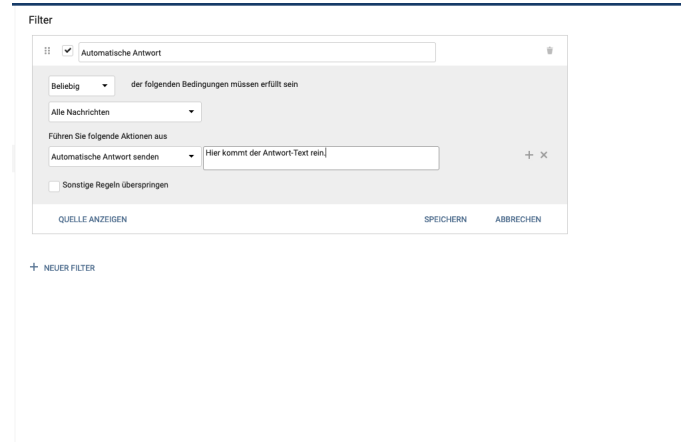 Filter
Automatische Antwort
Beliebig der folgenden Bedingungen müssen erfüllt sein
Alle Nachrichten
Führen Sie folgende Aktionen aus
Automatische Antwort senden Hier kommt der Antwort-Text rein.
Sonstige Regeln überspringen
QUELLE ANZEIGEN SPEICHERN ABBRECHEN
+ NEUER FILTER